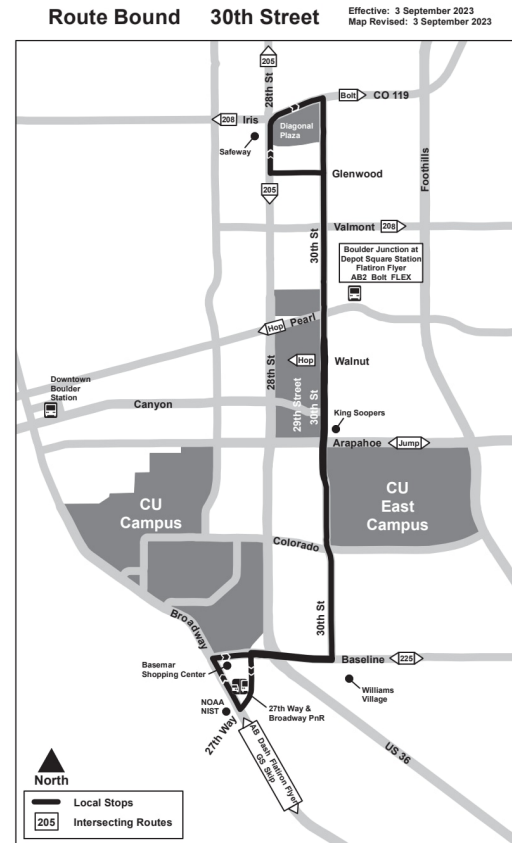 Route Bound 30th Street
Effective: 3 September 2023
Map Revised: 3 September 2023
205
28th St
Bolt
CO 119
208
Iris
Diagonal
Plaza
Safeway
Foothills
Glenwood
205
Valmont
208
30th St
Boulder Junction at
Depot Square Station
Flatiron Flyer
AB2 Bolt FLEX
Hop
Pearl
Hop
Walnut
28th St
29th Street
30th St
Downtown
Boulder
Station
Canyon
King Soopers
Arapahoe
Jump
CU
Campus
CU
East
Campus
Colorado
30th St
Broadway
Baseline
225
Basemar
Shopping Center
Williams
Village
NOAA
NIST
27th Way &
Broadway PnR
27th Way
AB Dash Flatiron Flyer
GS Skip
US 36
North
Local Stops
205
Intersecting Routes